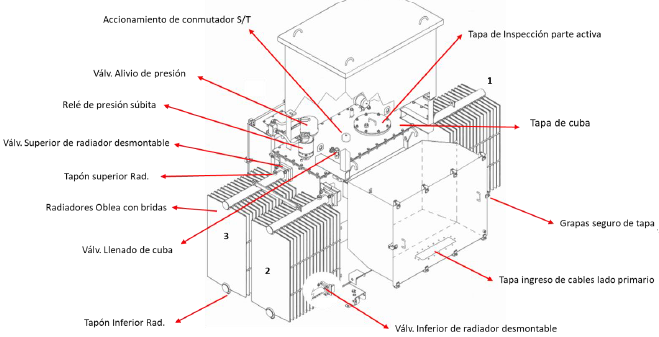 Accionamiento de conmutador S/T
Tapa de Inspección parte activa
Válv. Alivio de presión
1
Relé de presión súbita
Tapa de cuba
Válv. Superior de radiador desmontable
Tapón superior Rad.
Radiadores Oblea con bridas
Grapas seguro de tapa
3
Válv. Llenado de cuba
2
Tapa ingreso de cables lado primario
Tapón Inferior Rad.
Válv. Inferior de radiador desmontable